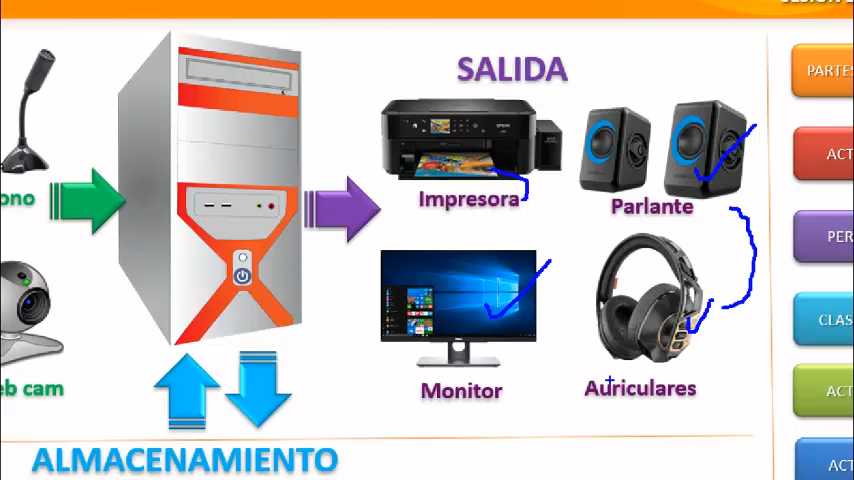 SALIDA
PARTES
ACT
ono
Impresora
Parlante
PER
CLAS
eb cam
Monitor
Auriculares
ACT
ALMACENAMIENTO
ACT